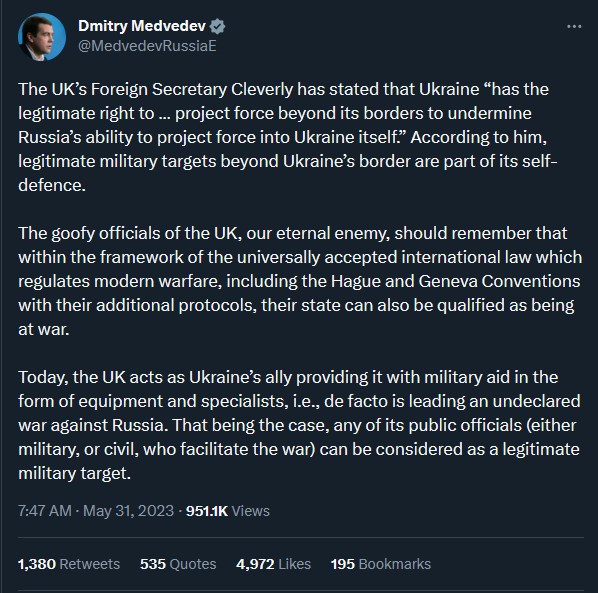 Dmitry Medvedev
@MedvedevRussiaE
The UK’s Foreign Secretary Cleverly has stated that Ukraine “has the
legitimate right to ... project force beyond its borders to undermine
Russia’s ability to project force into Ukraine itself.” According to him,
legitimate military targets beyond Ukraine’s border are part of its self-
defence.
The goofy officials of the UK, our eternal enemy, should remember that
within the framework of the universally accepted international law which
regulates modern warfare, including the Hague and Geneva Conventions
with their additional protocols, their state can also be qualified as being
at war.
Today, the UK acts as Ukraine’s ally providing it with military aid in the
form of equipment and specialists, i.e., de facto is leading an undeclared
war against Russia. That being the case, any of its public officials (either
military, or civil, who facilitate the war) can be considered as a legitimate
military target.
7:47 AM · May 31, 2023 · 951.1K Views
1,380 Retweets 535 Quotes 4,972 Likes 195 Bookmarks